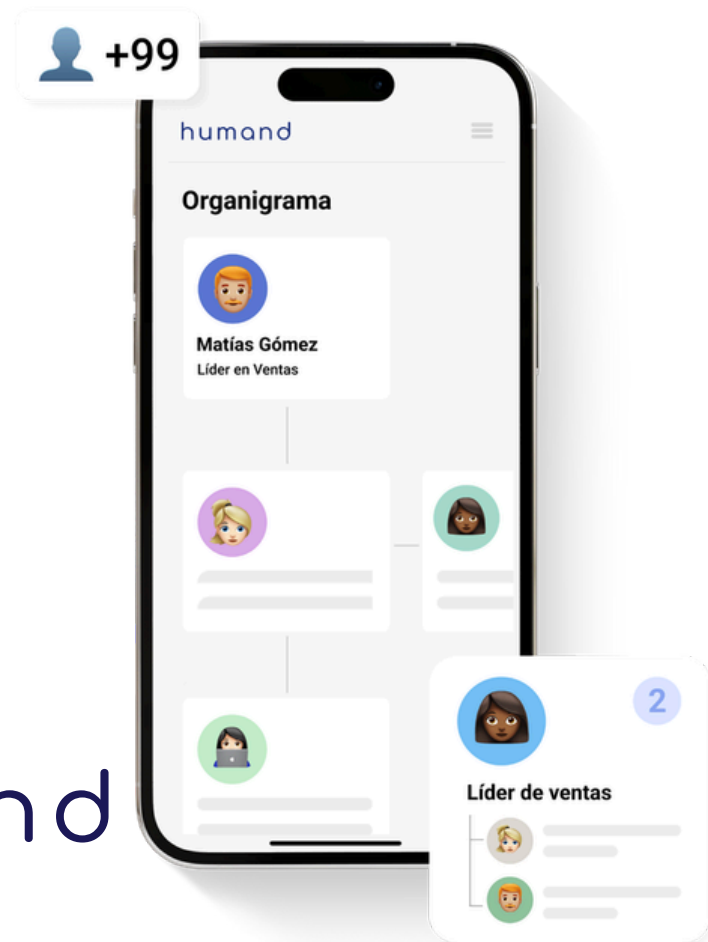 +99
humand
Organigrama
Matías Gómez
Líder en Ventas
2
Líder de ventas
nd